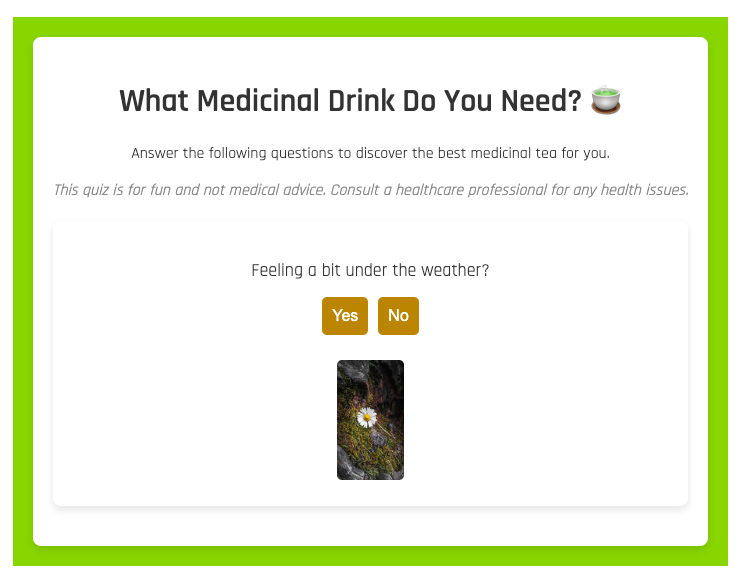 What Medicinal Drink Do You Need? 🍵
Answer the following questions to discover the best medicinal tea for you.
This quiz is for fun and not medical advice. Consult a healthcare professional for any health issues.
Feeling a bit under the weather?
Yes No